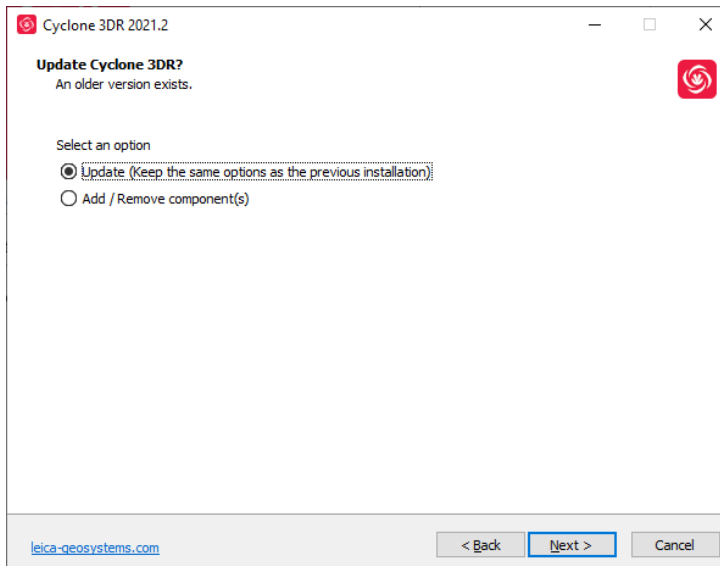 Cyclone 3DR 2021.2
Update Cyclone 3DR?
An older version exists.
Select an option
Update (Keep the same options as the previous installation)
Add / Remove component(s)
leica-geosystems.com
< Back
Next >
Cancel